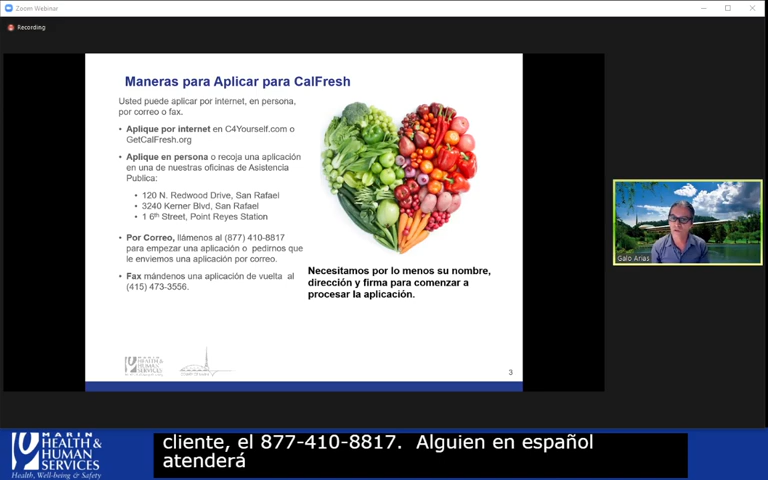 Zoom Webinar
Recording
Maneras para Aplicar para CalFresh
Usted puede aplicar por internet, en persona,
por correo o fax.
• Aplique por internet en C4Yourself.com o
GetCalFresh.org
• Aplique en persona o recoja una applicación
en una de nuestras oficinas de Asistencia
Publica:
• 120 N. Redwood Drive, San Rafael
• 3240 Kerner Blvd, San Rafael
• 1 6th Street, Point Reyes Station
• Por Correo, llámenos al (877) 410-8817
para empezar una aplicación o pedirnos que
le enviemos una aplicación por correo.
• Fax mándenos una aplicación de vuelta al
(415) 473-3556.
Necesitamos por lo menos su nombre,
dirección y firma para comenzar a
procesar la aplicación.
MARIN
HEALTH &
HUMAN
SERVICES
3
Galo Arias
MARIN
HEALTH &
HUMAN
SERVICES
Health, Well-being & Safety
cliente, el 877-410-8817. Alguien en español
atenderá